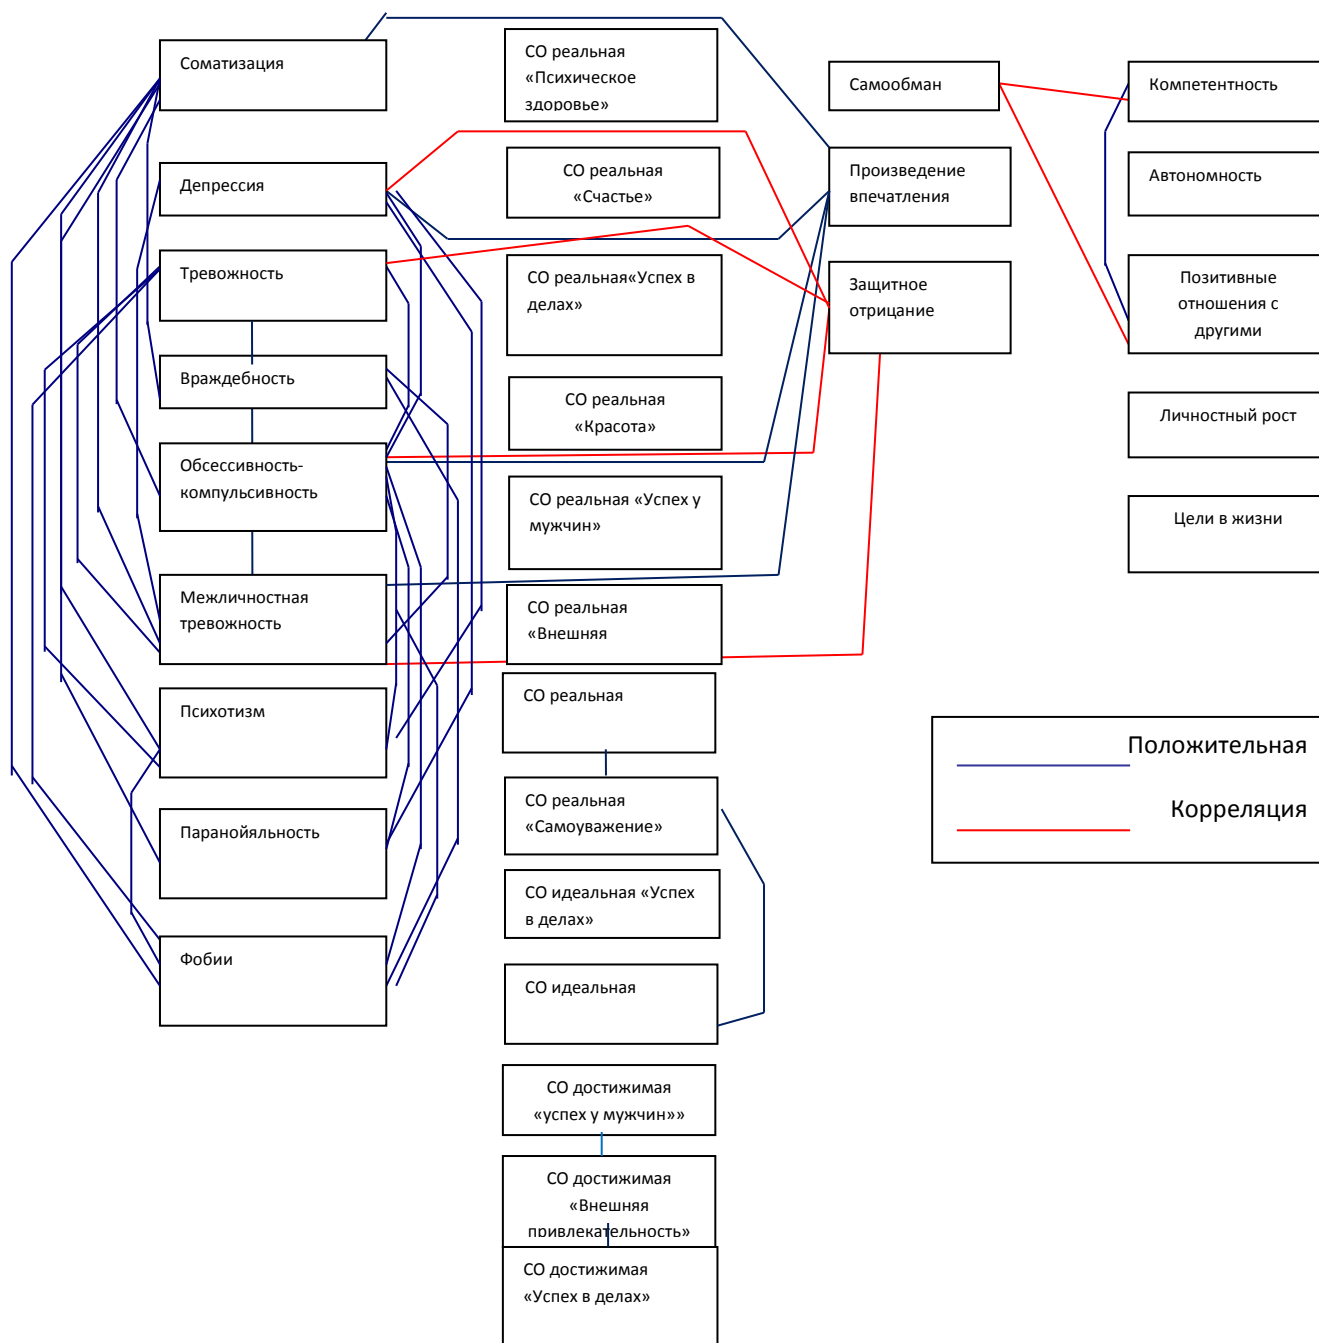 Соматизация
Депрессия
Тревожность
Враждебность
Обсессивность-
компульсивность
Межличностная
тревожность
Психотизм
Паранойяльность
Фобии
СО реальная
«Психическое
здоровье»
СО реальная
«Счастье»
СО реальная«Успех в
делах»
СО реальная
«Красота»
СО реальная «Успех у
мужчин»
СО реальная
«Внешняя
СО реальная
СО реальная
«Самоуважение»
СО идеальная «Успех
в делах»
СО идеальная
СО достижимая
«успех у мужчин»»
СО достижимая
«Внешняя
привлекательность»
СО достижимая
«Успех в делах»
Самообман
Произведение
впечатления
Защитное
отрицание
Компетентность
Автономность
Позитивные
отношения с
другими
Личностный рост
Цели в жизни
Положительная
Корреляция